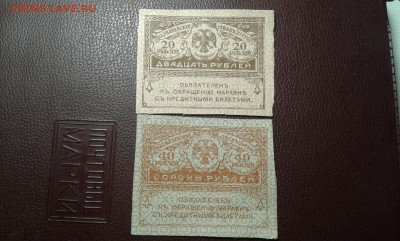 20
20
ДВАДЦАТЬ РУБЛЕЙ
ОБЯЗАТЕЛЕНЪ
КЪ ОБРАЩЕНІЮ НАРАВНѢ
СЪ КРЕДИТНЫМИ БИЛЕТАМИ.
ПОЧТОВЫЕ
МАРКИ
40
40
СОРОКЪ РУБЛЕЙ
ОБЯЗАТЕЛЕНЪ
КЪ ОБРАЩЕНІЮ НАРАВНѢ
СЪ КРЕДИТНЫМИ БИЛЕТАМИ.